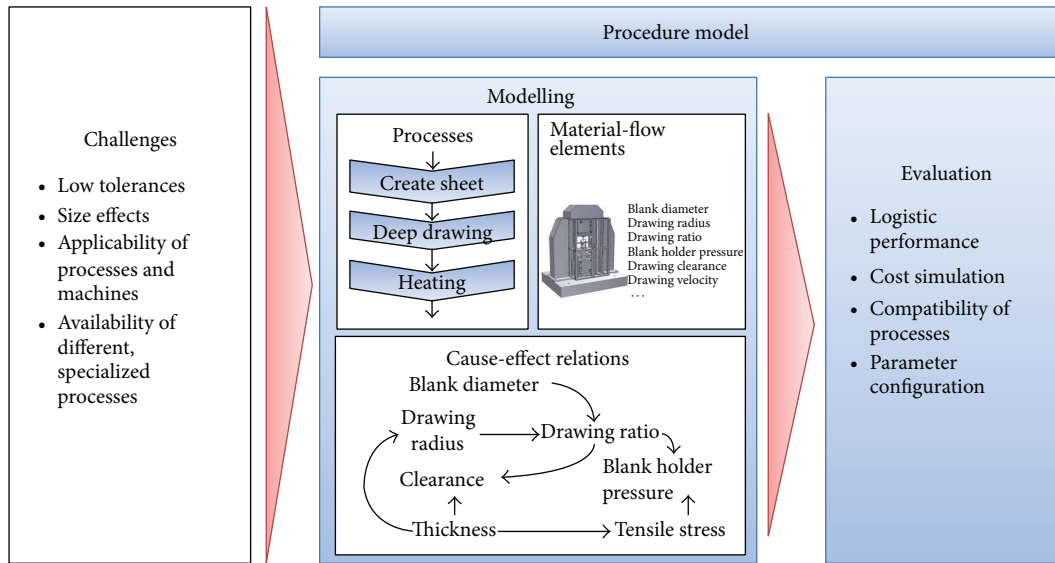 Challenges
• Low tolerances
• Size effects
• Applicability of
processes and
machines
• Availability of
different,
specialized
processes
Procedure model
Modelling
Processes
Create sheet
Deep drawing
Heating
Material-flow
elements
Blank diameter
Drawing radius
Drawing ratio
Blank holder pressure
Drawing clearance
Drawing velocity
...
Cause-effect relations
Blank diameter
Drawing
radius
Drawing ratio
Clearance
Blank holder
pressure
Thickness
Tensile stress
Evaluation
• Logistic
performance
• Cost simulation
• Compatibility of
processes
• Parameter
configuration